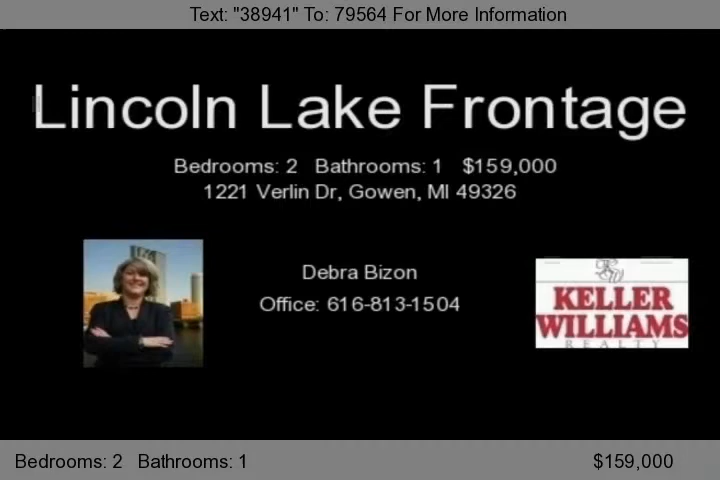 Text: "38941" To: 79564 For More Information
Lincoln Lake Frontage
Bedrooms: 2 Bathrooms: 1 $159,000
1221 Verlin Dr, Gowen, MI 49326
Debra Bizon
Office: 616-813-1504
KELLER
WILLIAMS
REALTY
Bedrooms: 2 Bathrooms: 1 $159,000